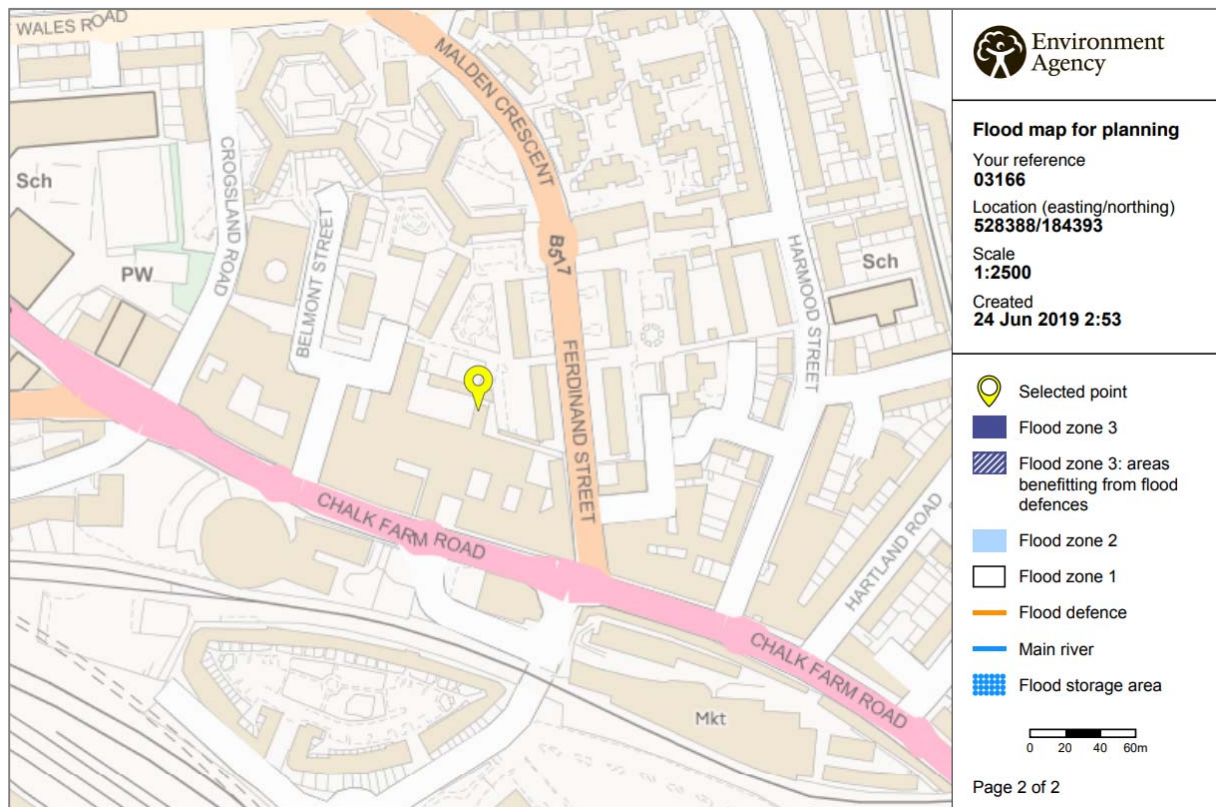 WALES ROAD
MALDEN CRESCENT
CROGSLAND ROAD
Sch
PW
BELMONT STREET
B517
HARMOOD STREET
Sch
FERDINAND STREET
CHALK FARM ROAD
HARTLAND ROAD
CHALK FARM ROAD
Mkt
Environment
Agency
Flood map for planning
Your reference
03166
Location (easting/northing)
528388/184393
Scale
1:2500
Created
24 Jun 2019 2:53
Selected point
Flood zone 3
Flood zone 3: areas
benefitting from flood
defences
Flood zone 2
Flood zone 1
Flood defence
Main river
Flood storage area
0 20 40 60m
Page 2 of 2